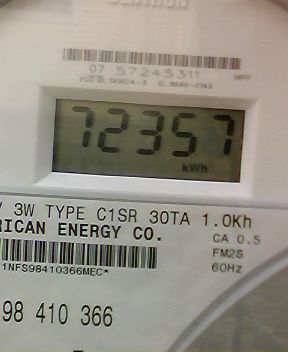 07 57245311
72357
kWh
V 3W TYPE C1SR 30TA 1.0Kh
RICAN ENERGY CO.
CA 0.5
FM2S
60Hz
1NFS98410366MEC*
98 410 366